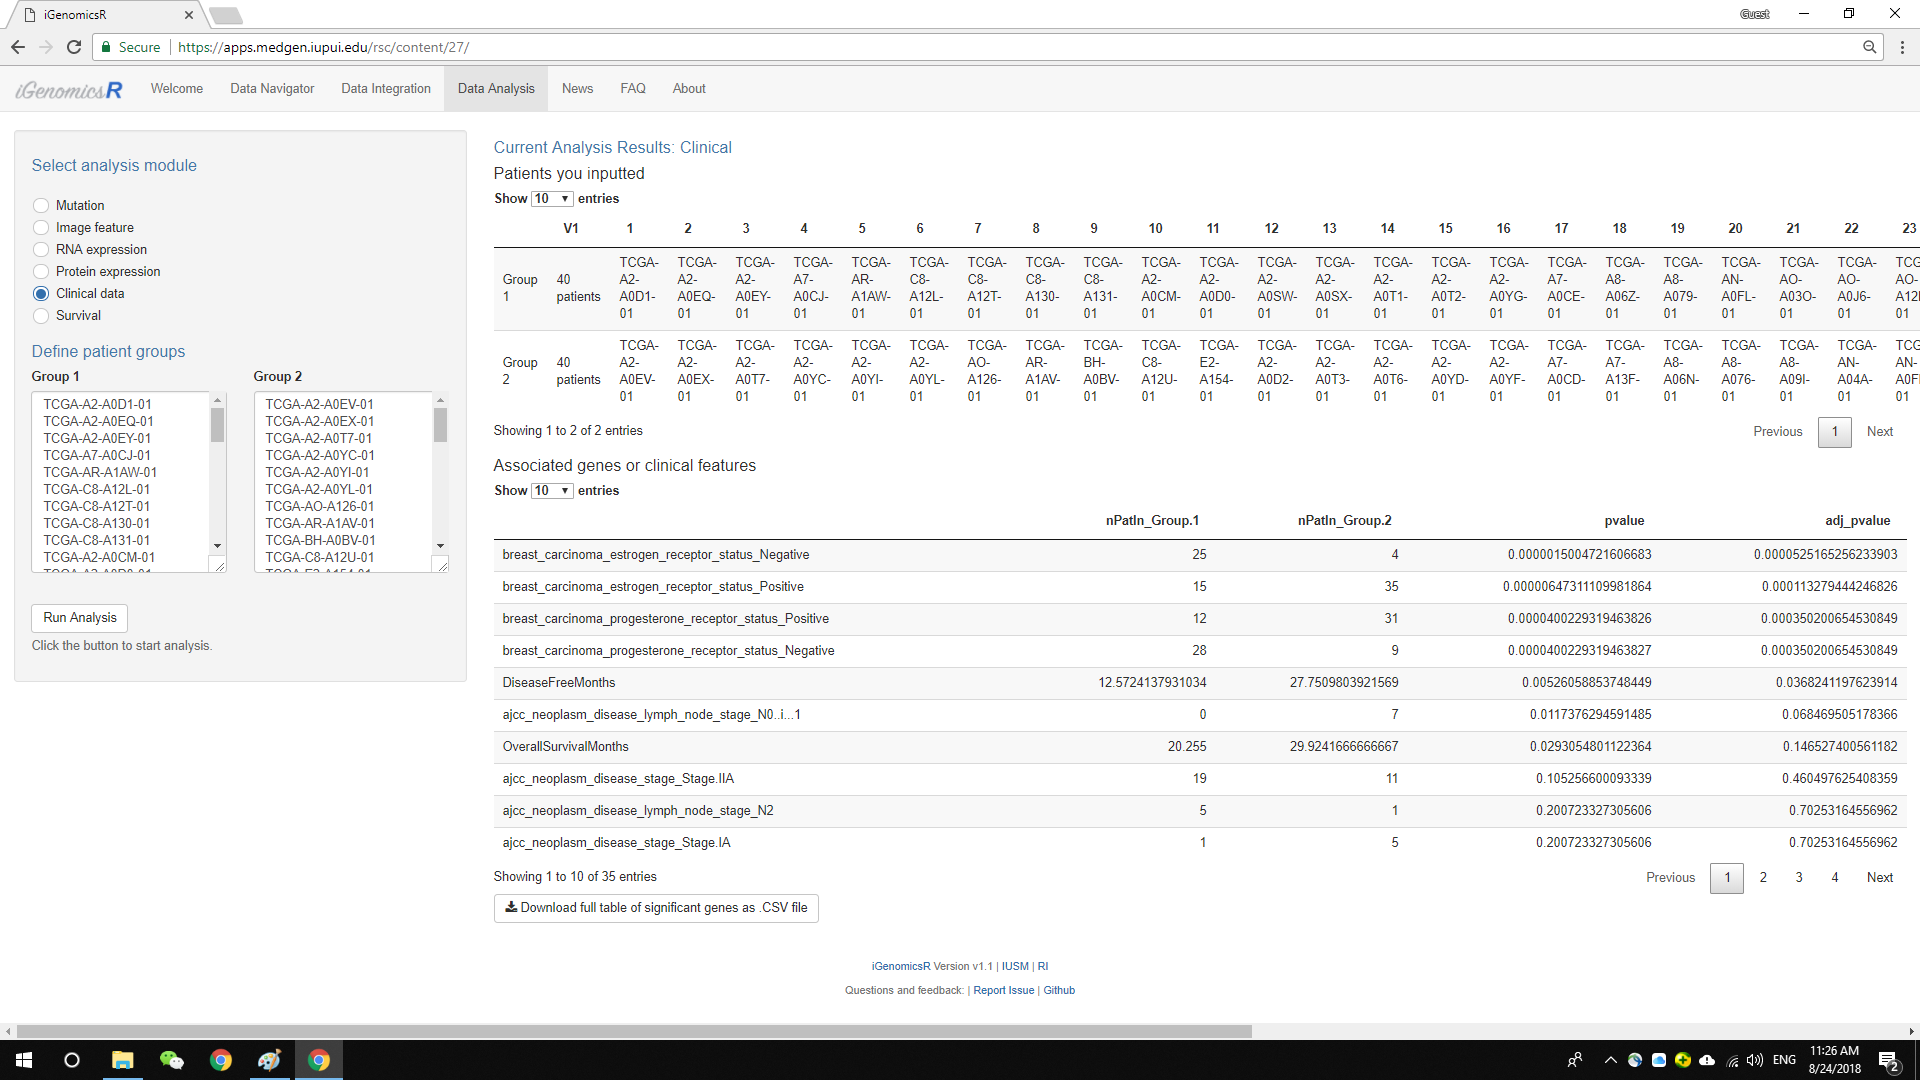 iGenomicsR
Guest
Secure
https://apps.medgen.iupui.edu/rsc/content/27/
iGenomicsR Welcome Data Navigator Data Integration Data Analysis News FAQ About
Select analysis module
Mutation
Image feature
RNA expression
Protein expression
Clinical data
Survival
Define patient groups
Group 1 Group 2
TCGA-A2-A0D1-01
TCGA-A2-A0EQ-01
TCGA-A2-A0EY-01
TCGA-A7-A0CJ-01
TCGA-AR-A1AW-01
TCGA-C8-A12L-01
TCGA-C8-A12T-01
TCGA-C8-A130-01
TCGA-C8-A131-01
TCGA-A2-A0CM-01
TCGA-A2-A0D0-01
TCGA-A2-A0EV-01
TCGA-A2-A0EX-01
TCGA-A2-A0T7-01
TCGA-A2-A0YC-01
TCGA-A2-A0YI-01
TCGA-A2-A0YL-01
TCGA-AO-A126-01
TCGA-AR-A1AV-01
TCGA-BH-A0BV-01
TCGA-C8-A12U-01
TCGA-E2-A154-01
Run Analysis
Click the button to start analysis.
Current Analysis Results: Clinical
Patients you inputted
Show 10 entries
V1 1 2 3 4 5 6 7 8 9 10 11 12 13 14 15 16 17 18 19 20 21 22 23
TCGA- TCGA- TCGA- TCGA- TCGA- TCGA- TCGA- TCGA- TCGA- TCGA- TCGA- TCGA- TCGA- TCGA- TCGA- TCGA- TCGA- TCGA- TCGA- TCGA- TCGA- TCGA- TCGA-
Group 40 A2- A2- A2- A7- AR- C8- C8- C8- C8- A2- A2- A2- A2- A2- A2- A2- A7- A8- A8- AN- AO- AO- AO-
1 patients A0D1- A0EQ- A0EY- A0CJ- A1AW- A12L- A12T- A130- A131- A0CM- A0D0- A0SW- A0SX- A0T1- A0T2- A0YG- A0CE- A06Z- A079- A0FL- A03O- A0J6- A12
01 01 01 01 01 01 01 01 01 01 01 01 01 01 01 01 01 01 01 01 01 01 01
TCGA- TCGA- TCGA- TCGA- TCGA- TCGA- TCGA- TCGA- TCGA- TCGA- TCGA- TCGA- TCGA- TCGA- TCGA- TCGA- TCGA- TCGA- TCGA- TCGA- TCGA- TCGA- TCGA-
Group 40 A2- A2- A2- A2- A2- A2- AO- AR- BH- C8- E2- A2- A2- A2- A2- A2- A7- A7- A8- A8- A8- AN- AN-
2 patients A0EV- A0EX- A0T7- A0YC- A0YI- A0YL- A126- A1AV- A0BV- A12U- A154- A0D2- A0T3- A0T6- A0YD- A0YF- A0CD- A13F- A06N- A076- A09I- A04A- A0F
01 01 01 01 01 01 01 01 01 01 01 01 01 01 01 01 01 01 01 01 01 01 01
Showing 1 to 2 of 2 entries
Previous 1 Next
Associated genes or clinical features
Show 10 entries
nPatIn_Group.1 nPatIn_Group.2 pvalue adj_pvalue
breast_carcinoma_estrogen_receptor_status_Negative 25 4 0.0000015004721606683 0.0000525165256233903
breast_carcinoma_estrogen_receptor_status_Positive 15 35 0.00000647311109981864 0.000113279444246826
breast_carcinoma_progesterone_receptor_status_Positive 12 31 0.0000400229319463826 0.000350200654530849
breast_carcinoma_progesterone_receptor_status_Negative 28 9 0.0000400229319463827 0.000350200654530849
DiseaseFreeMonths 12.5724137931034 27.7509803921569 0.00526058853748449 0.0368241197623914
ajcc_neoplasm_disease_lymph_node_stage_N0..i...1 0 7 0.0117376294591485 0.068469505178366
OverallSurvivalMonths 20.255 29.9241666666667 0.0293054801122364 0.146527400561182
ajcc_neoplasm_disease_stage_Stage.IIA 19 11 0.105256600093339 0.460497625408359
ajcc_neoplasm_disease_lymph_node_stage_N2 5 1 0.200723327305606 0.70253164556962
ajcc_neoplasm_disease_stage_Stage.IA 1 5 0.200723327305606 0.70253164556962
Showing 1 to 10 of 35 entries
Previous 1 2 3 4 Next
Download full table of significant genes as .CSV file
iGenomicsR Version v1.1 | IUSM | RI
Questions and feedback: | Report Issue | Github
ENG
11:26 AM
8/24/2018
2